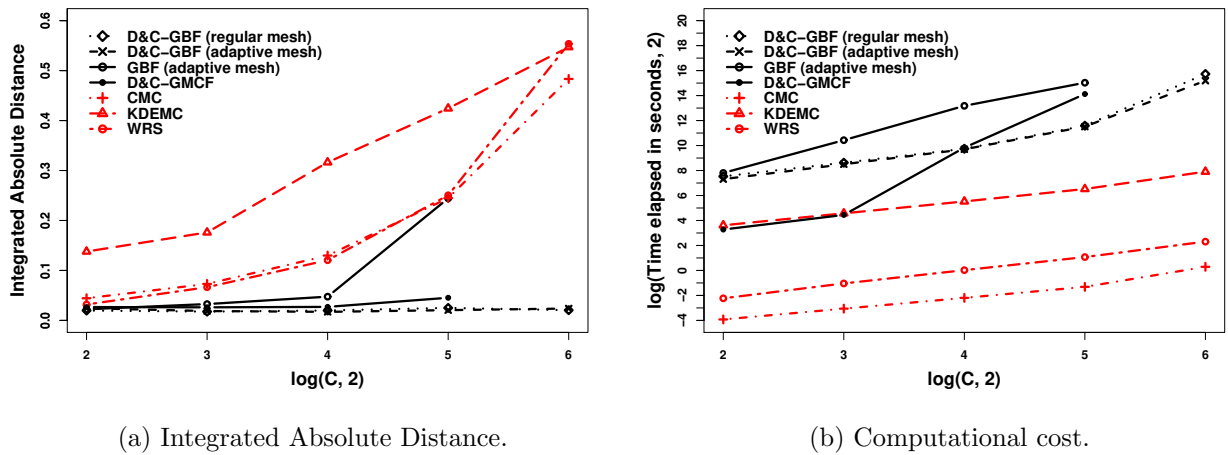 Integrated Absolute Distance
0.6
0.5
0.4
0.3
0.2
0.1
0.0
D&C−GBF (regular mesh)
D&C−GBF (adaptive mesh)
GBF (adaptive mesh)
D&C−GMCF
CMC
KDEMC
WRS
2 3 4 5 6
log(C, 2)
(a) Integrated Absolute Distance.
log(Time elapsed in seconds, 2)
20
18
16
14
12
10
8
6
4
2
0
−2
−4
D&C−GBF (regular mesh)
D&C−GBF (adaptive mesh)
GBF (adaptive mesh)
D&C−GMCF
CMC
KDEMC
WRS
2 3 4 5 6
log(C, 2)
(b) Computational cost.